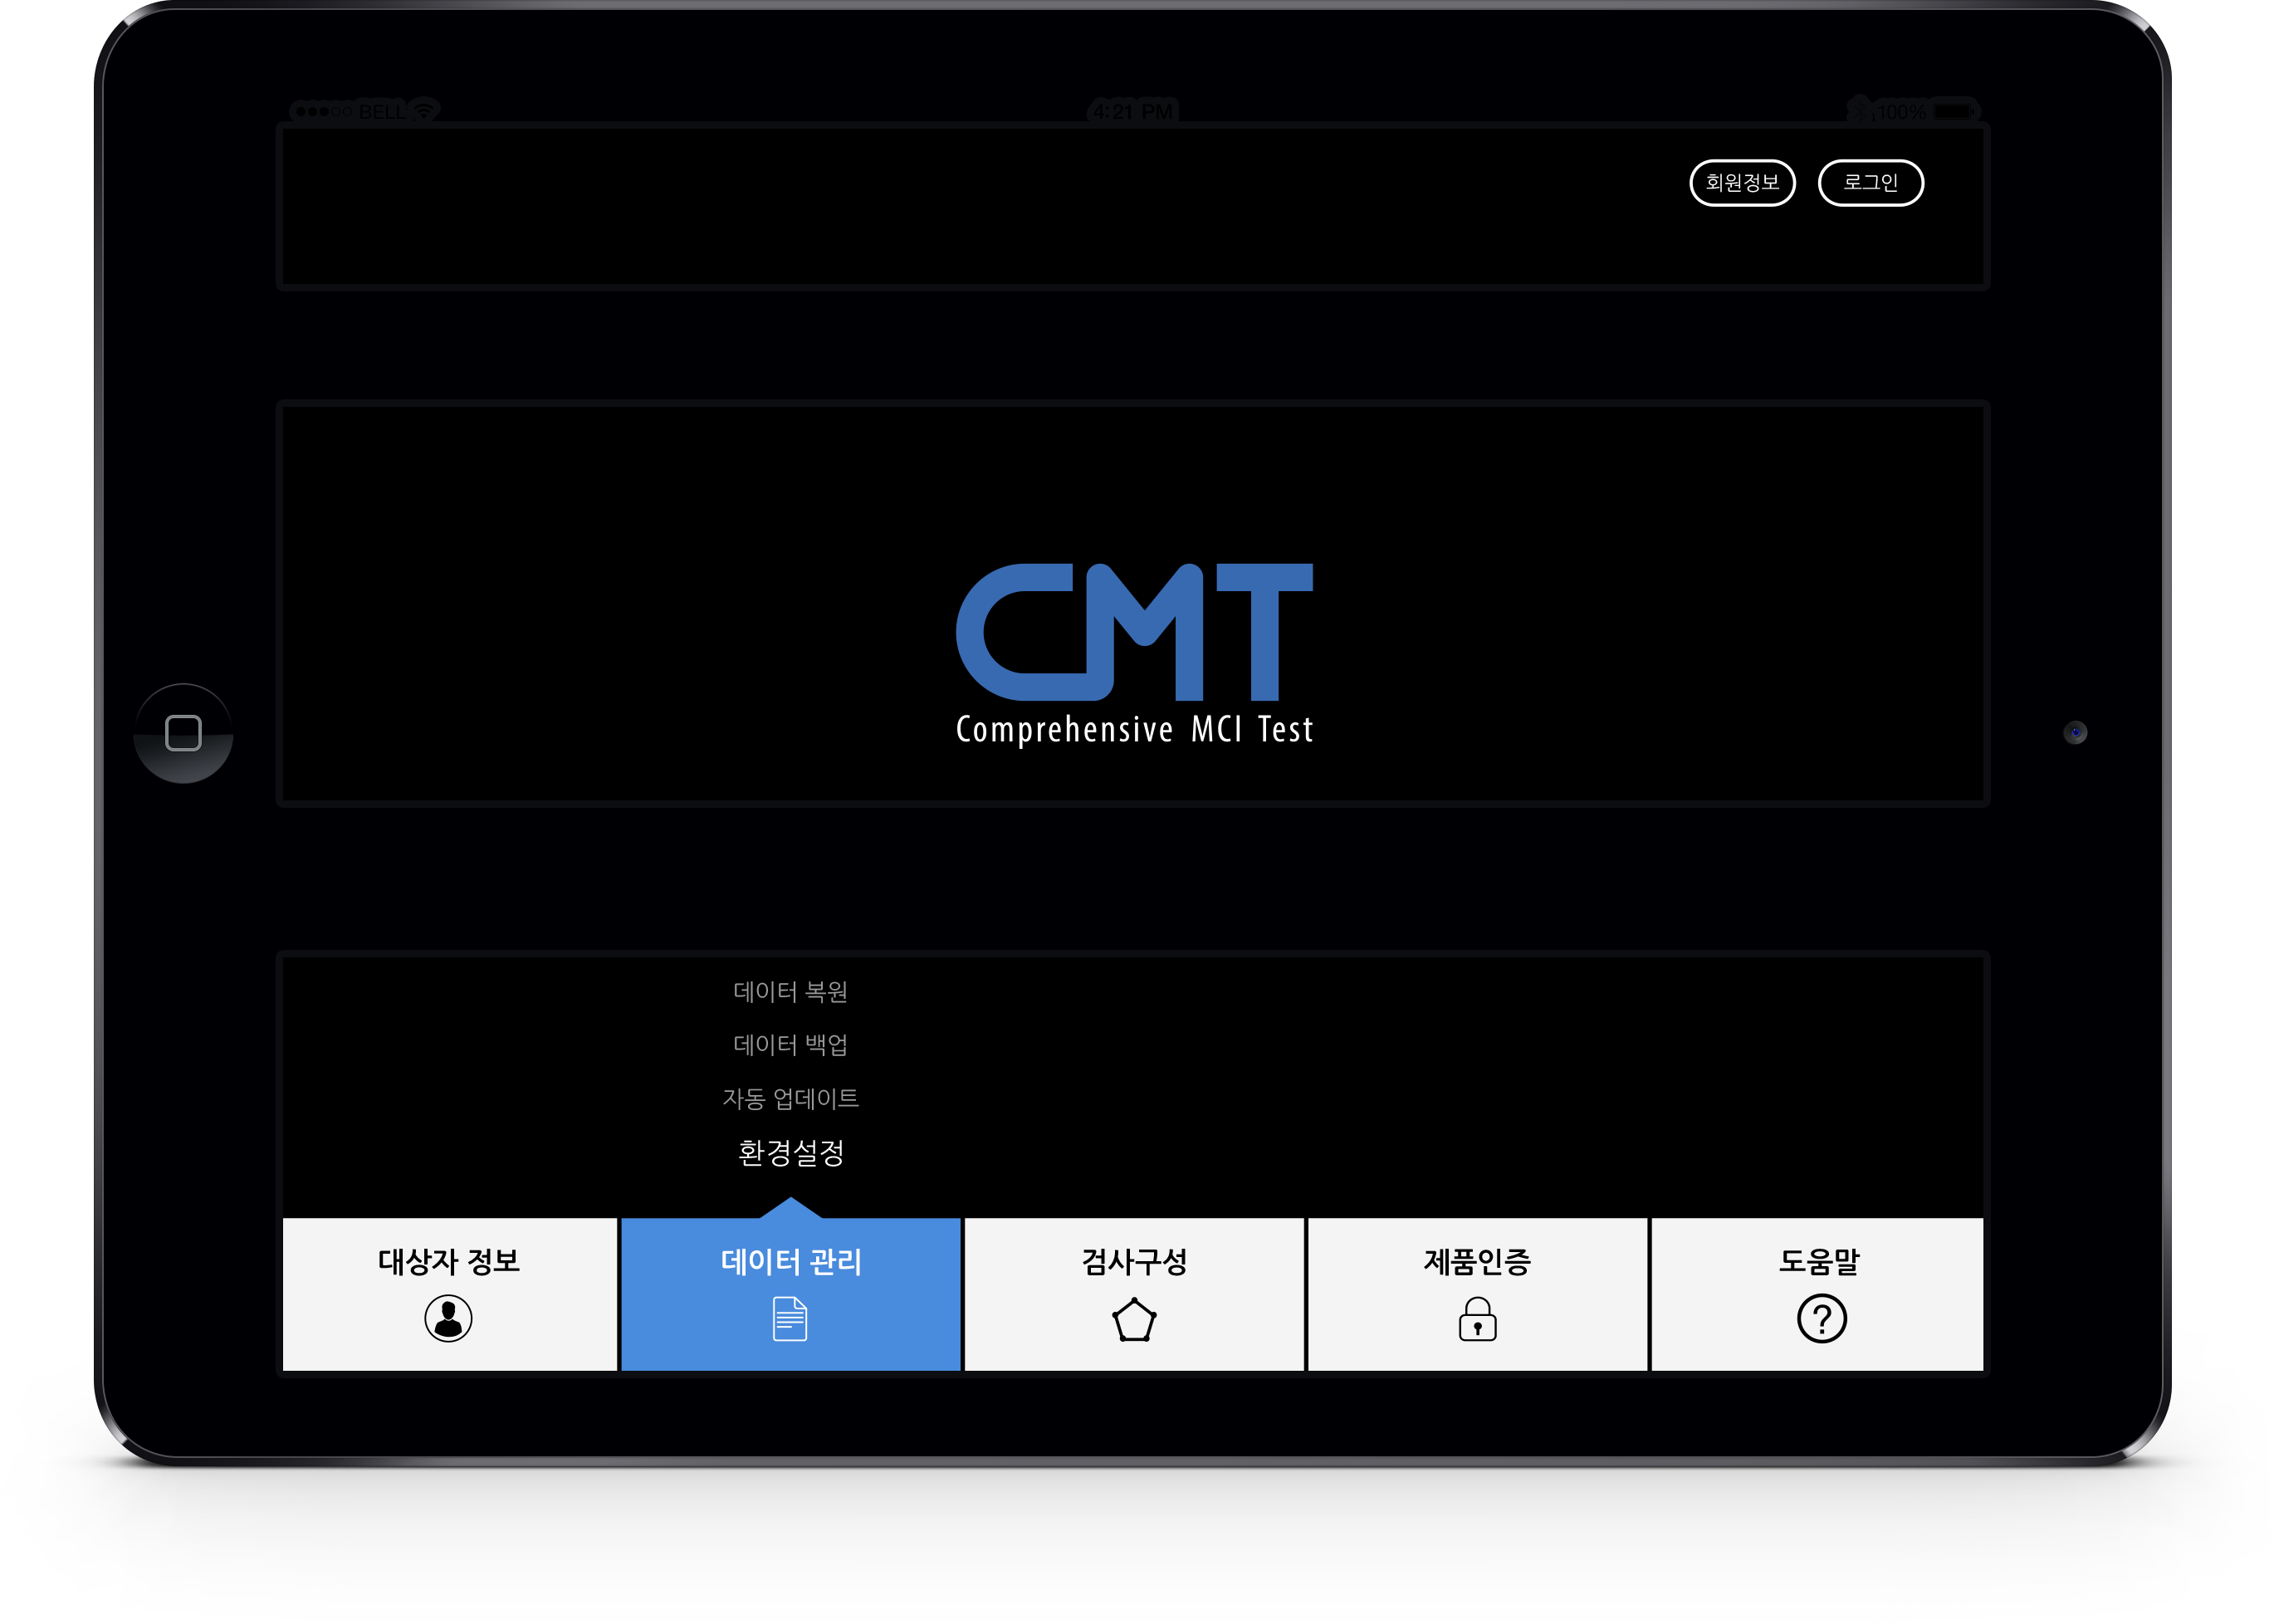 BELL 4:21 PM 100%
회원정보 로그인
CMT
Comprehensive MCI Test
데이터 복원
데이터 백업
자동 업데이트
환경설정
대상자 정보 데이터 관리 검사구성 제품인증 도움말